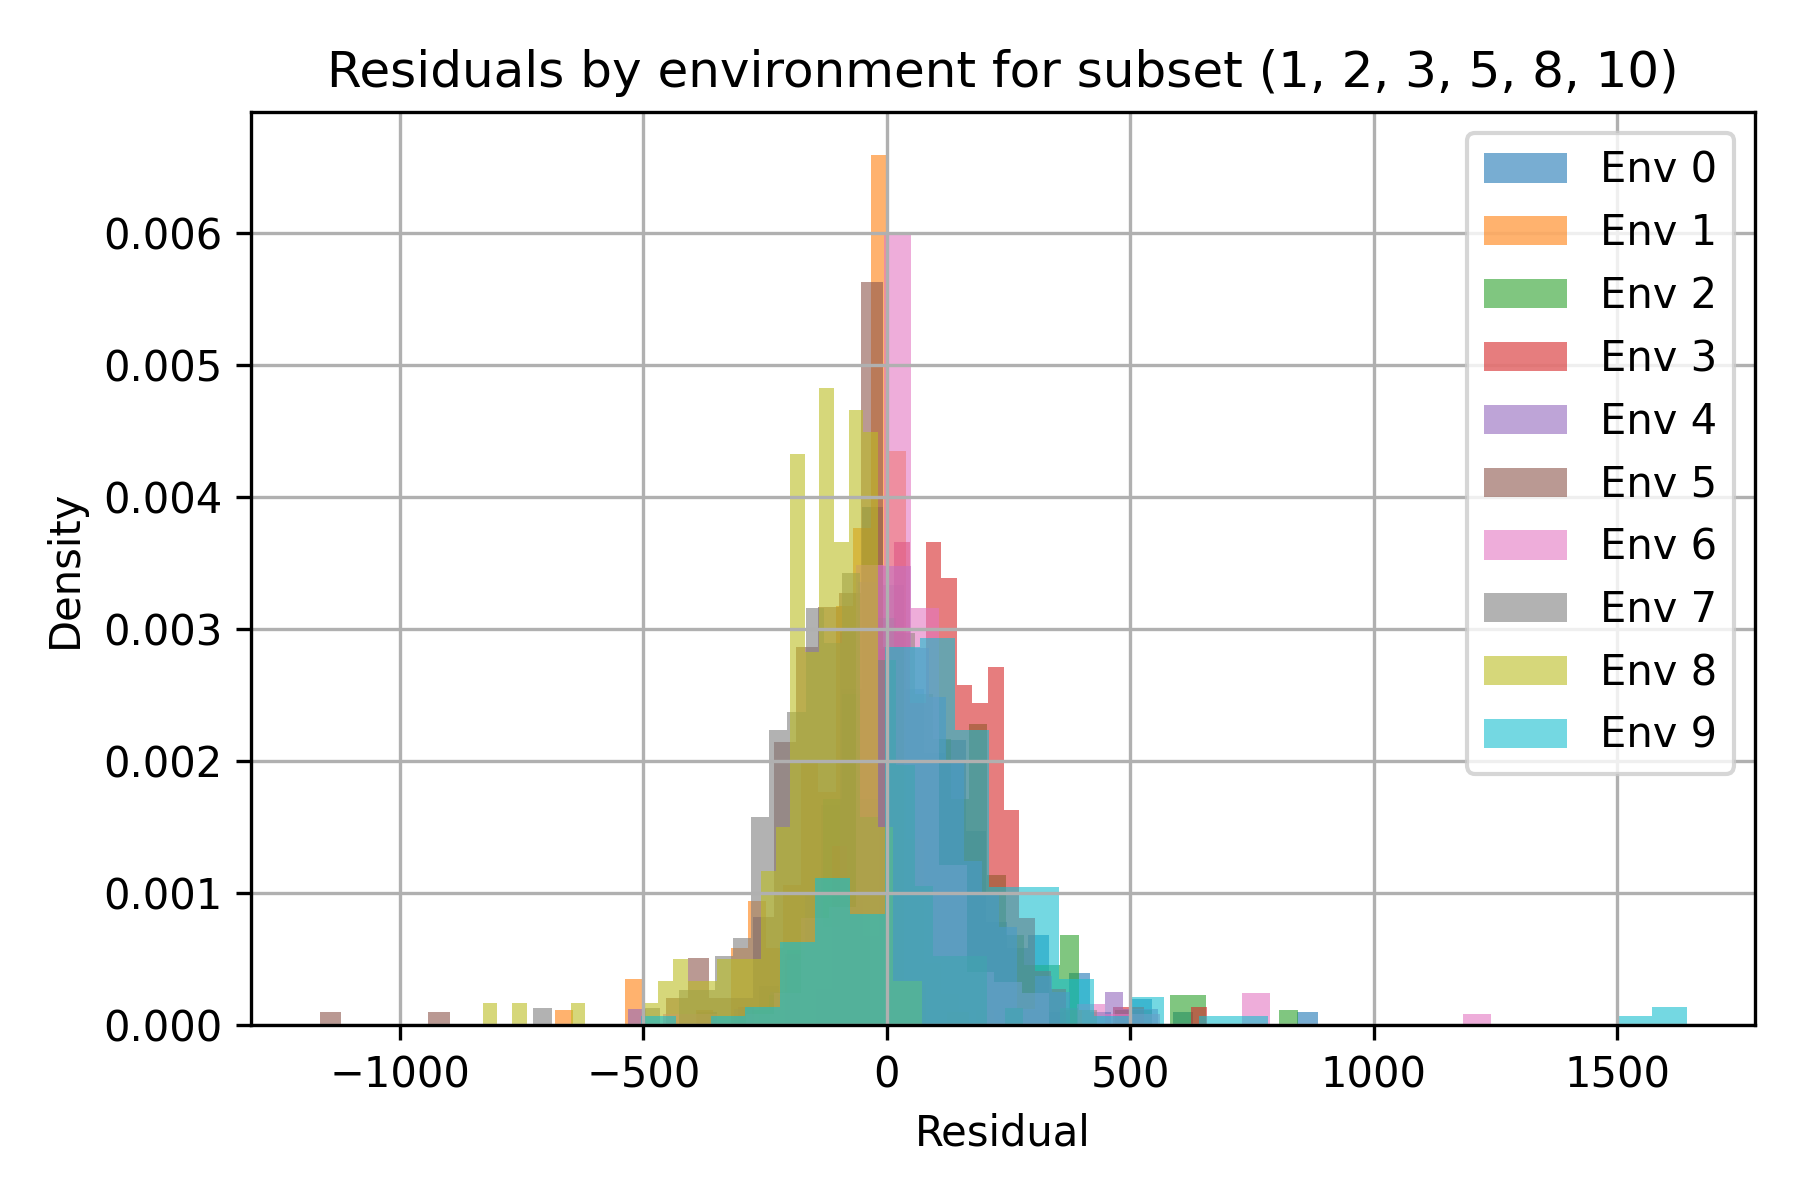 Residuals by environment for subset (1, 2, 3, 5, 8, 10)
Density
0.006
0.005
0.004
0.003
0.002
0.001
0.000
−1000
−500
0
500
1000
1500
Residual
Env 0
Env 1
Env 2
Env 3
Env 4
Env 5
Env 6
Env 7
Env 8
Env 9